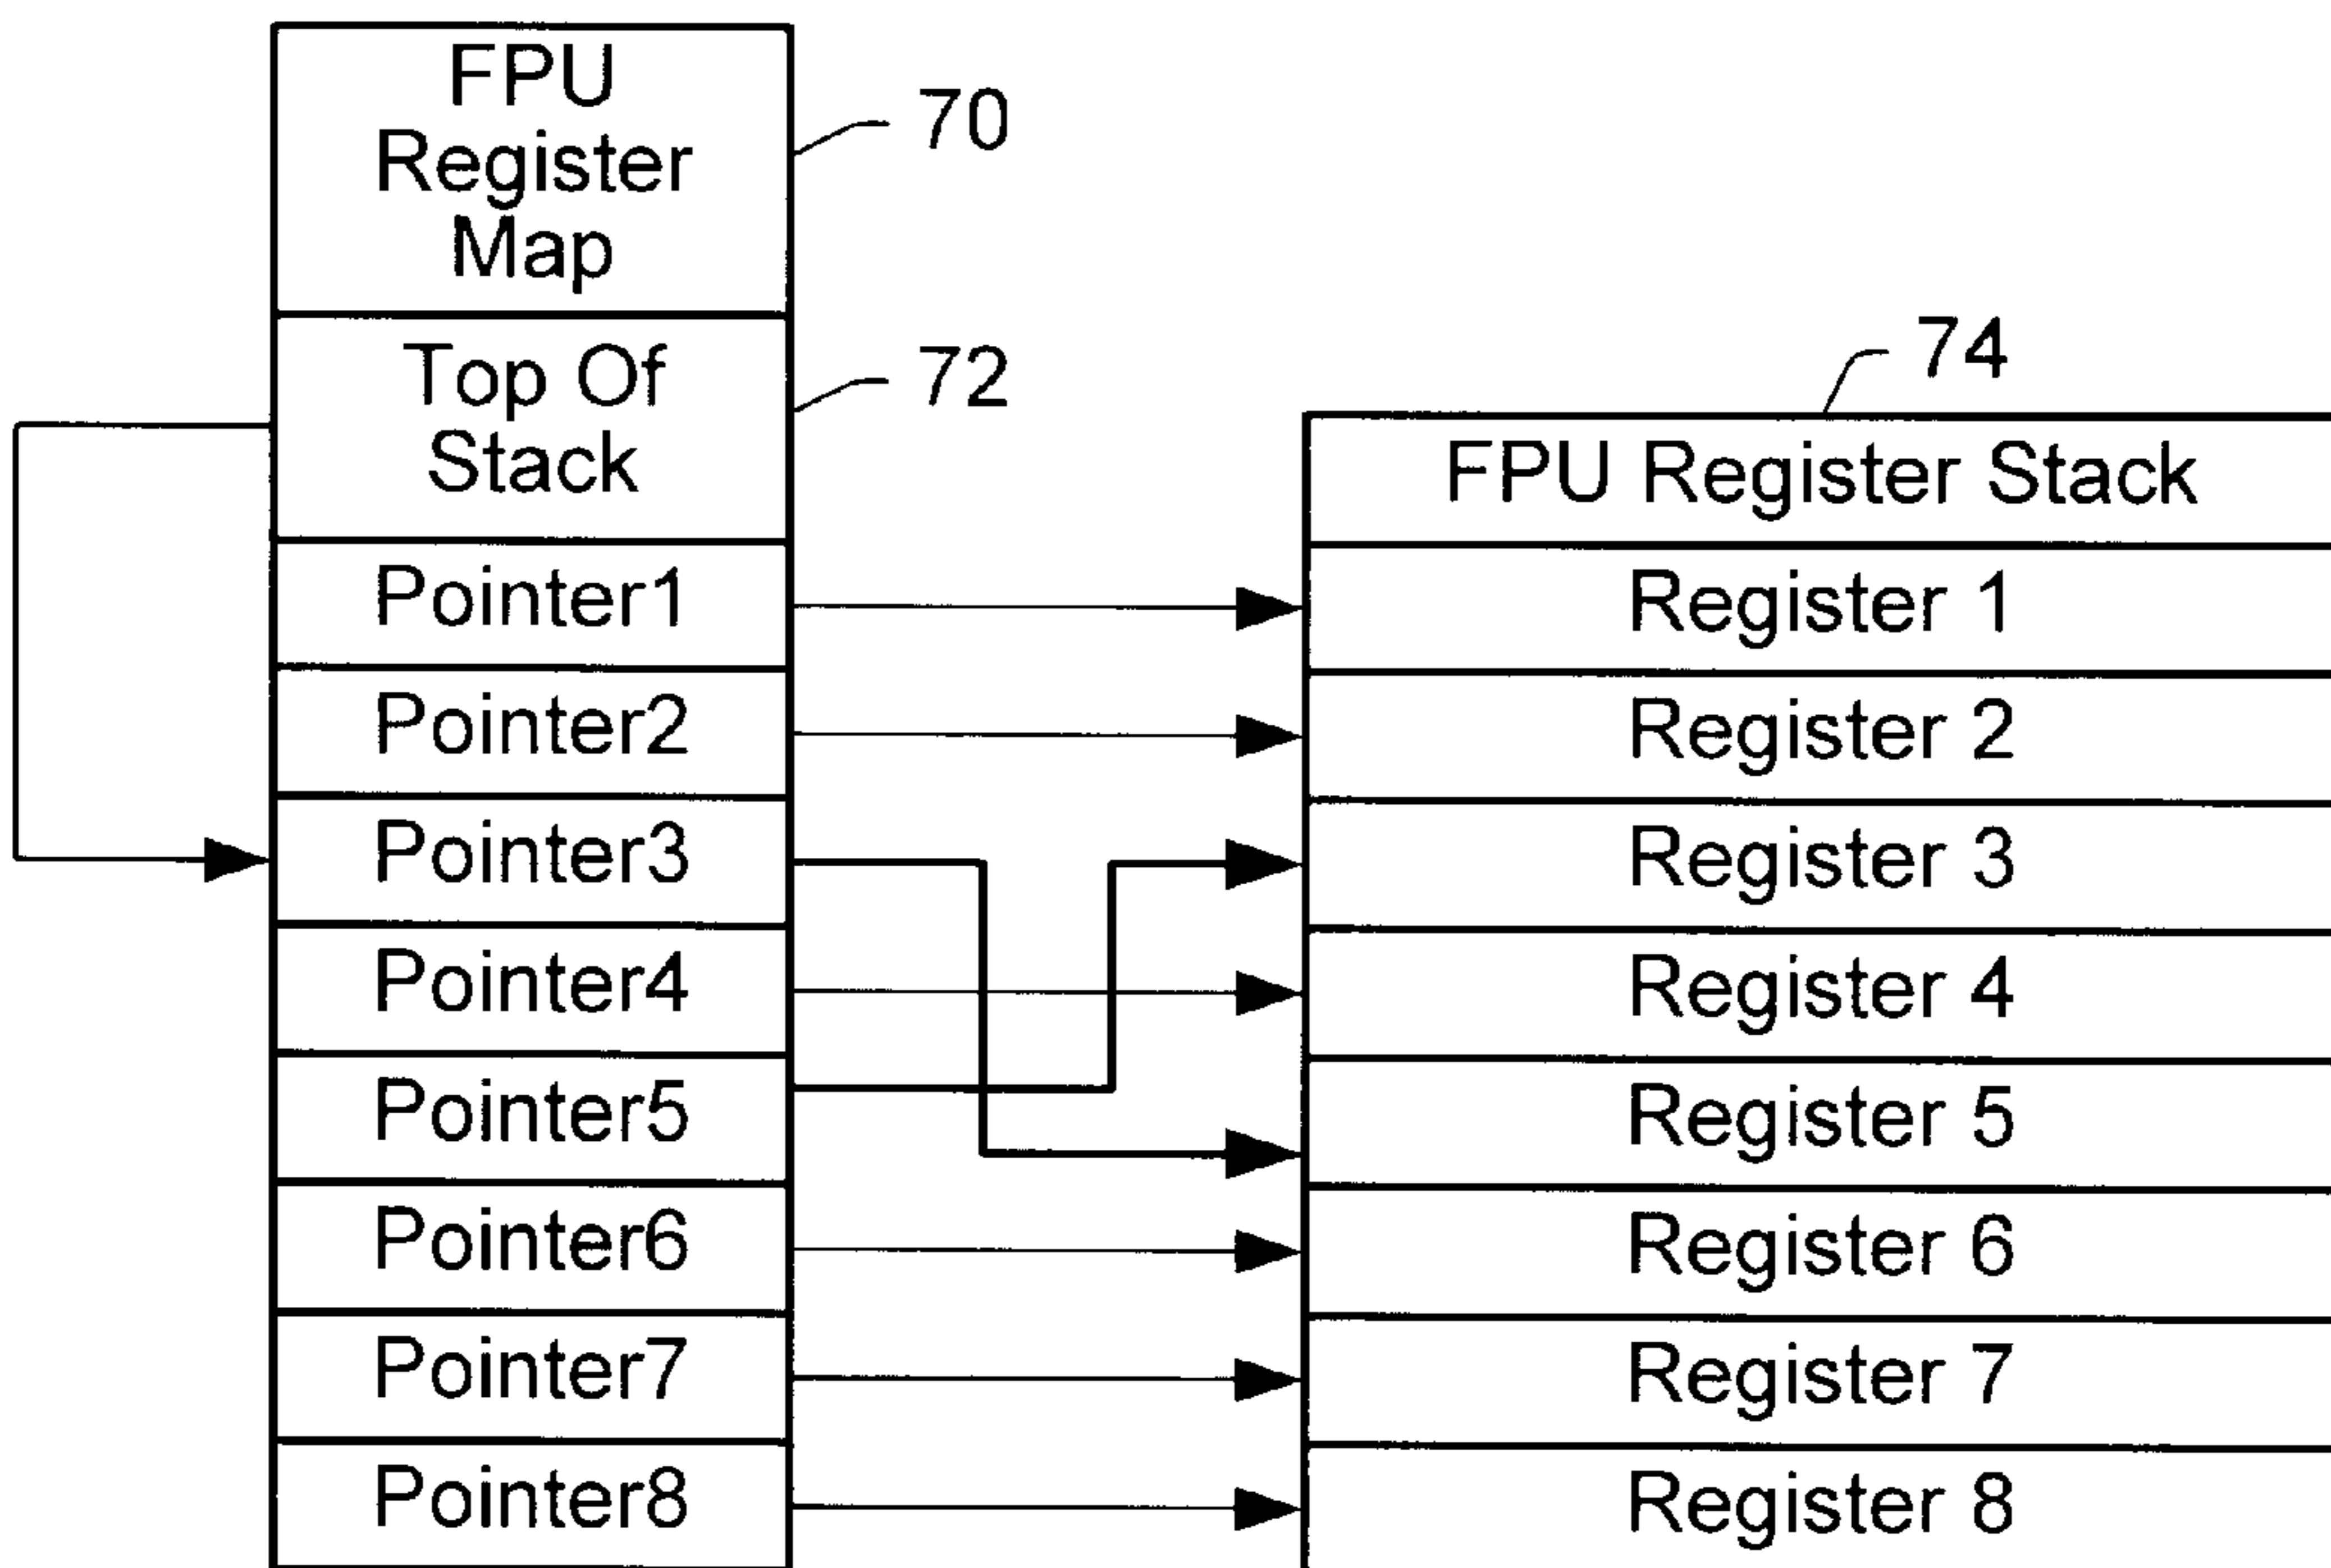 FPU
Register
Map
70
Top Of
Stack
72
Pointer1
Pointer2
Pointer3
Pointer4
Pointer5
Pointer6
Pointer7
Pointer8
74
FPU Register Stack
Register 1
Register 2
Register 3
Register 4
Register 5
Register 6
Register 7
Register 8